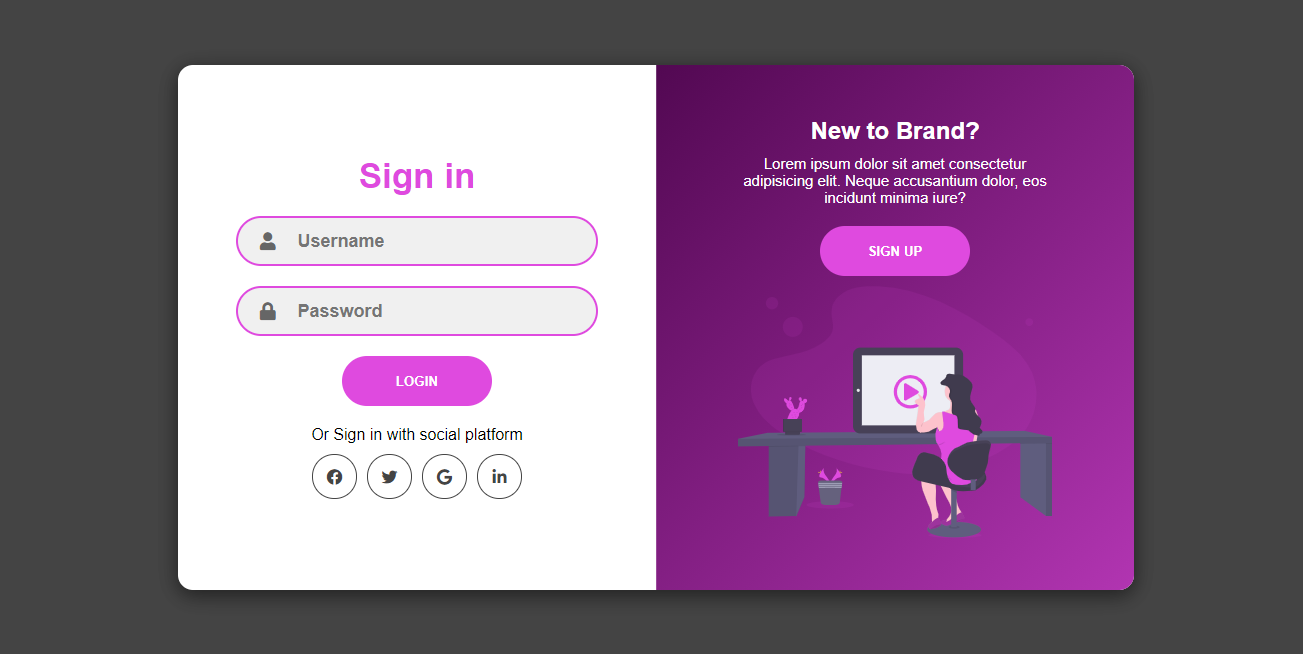 Sign in
Username
Password
LOGIN
Or Sign in with social platform
New to Brand?
Lorem ipsum dolor sit amet consectetur
adipisicing elit. Neque accusantium dolor, eos
incidunt minima iure?
SIGN UP